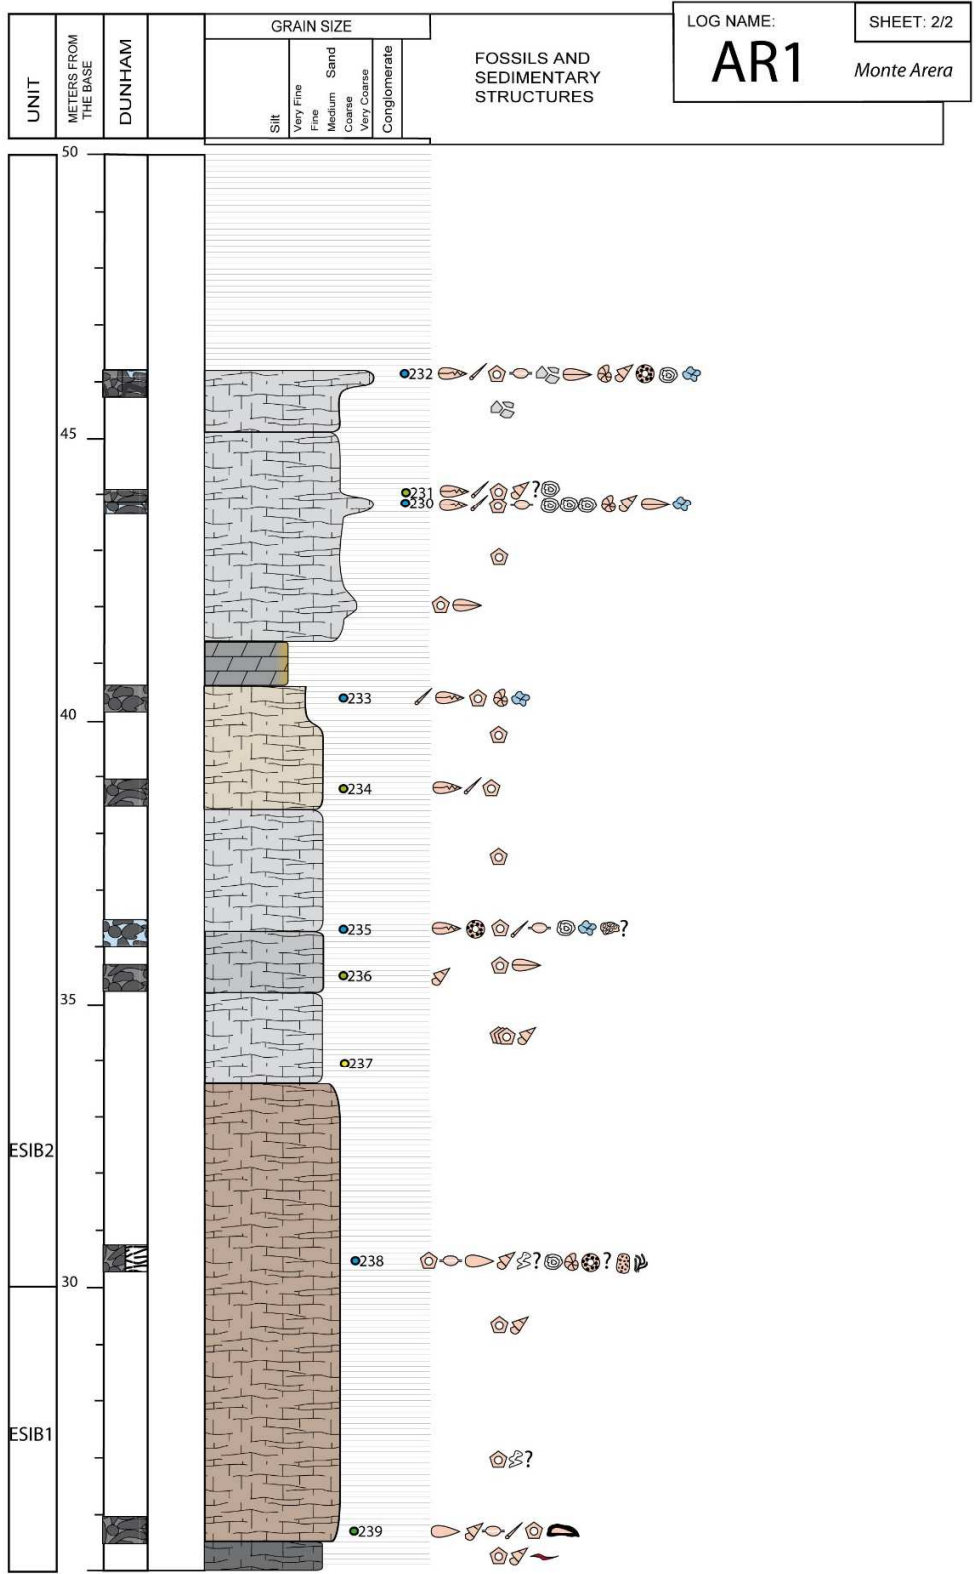 LOG NAME:
AR1
SHEET: 2/2
Monte Arera
UNIT
METERS FROM
THE BASE
DUNHAM
GRAIN SIZE
Silt
Very Fine
Fine
Medium
Sand
Coarse
Very Coarse
Conglomerate
FOSSILS AND
SEDIMENTARY
STRUCTURES
50
232
45
231 ?
230
233
40
234
235 ?
236
35
237
ESIB2
238 ? ?
30
ESIB1
?
239